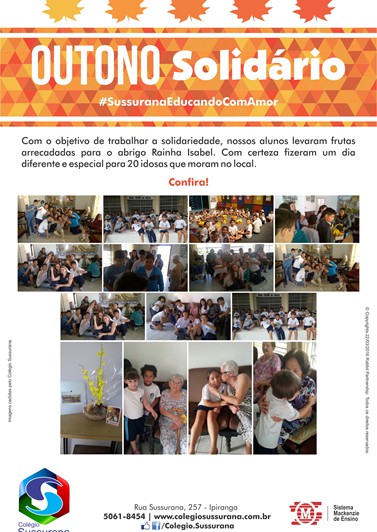 OUTONO Solidário
#SussuranaEducandoComAmor
Com o objetivo de trabalhar a solidariedade, nossos alunos levaram frutas
arrecadadas para o abrigo Rainha Isabel. Com certeza fizeram um dia
diferente e especial para 20 idosas que moram no local.
Confira!
Imagens cedidas pelo Colégio Sussurana
© Copyrights 22/03/2016 Rabbit Partnership. Todos os direitos reservados.
Colégio
Sussurana
Rua Sussurana, 257 - Ipiranga
5061-8454 | www.colegiosussurana.com.br
/Colegio.Sussurana
M
Sistema
Mackenzie
de Ensino